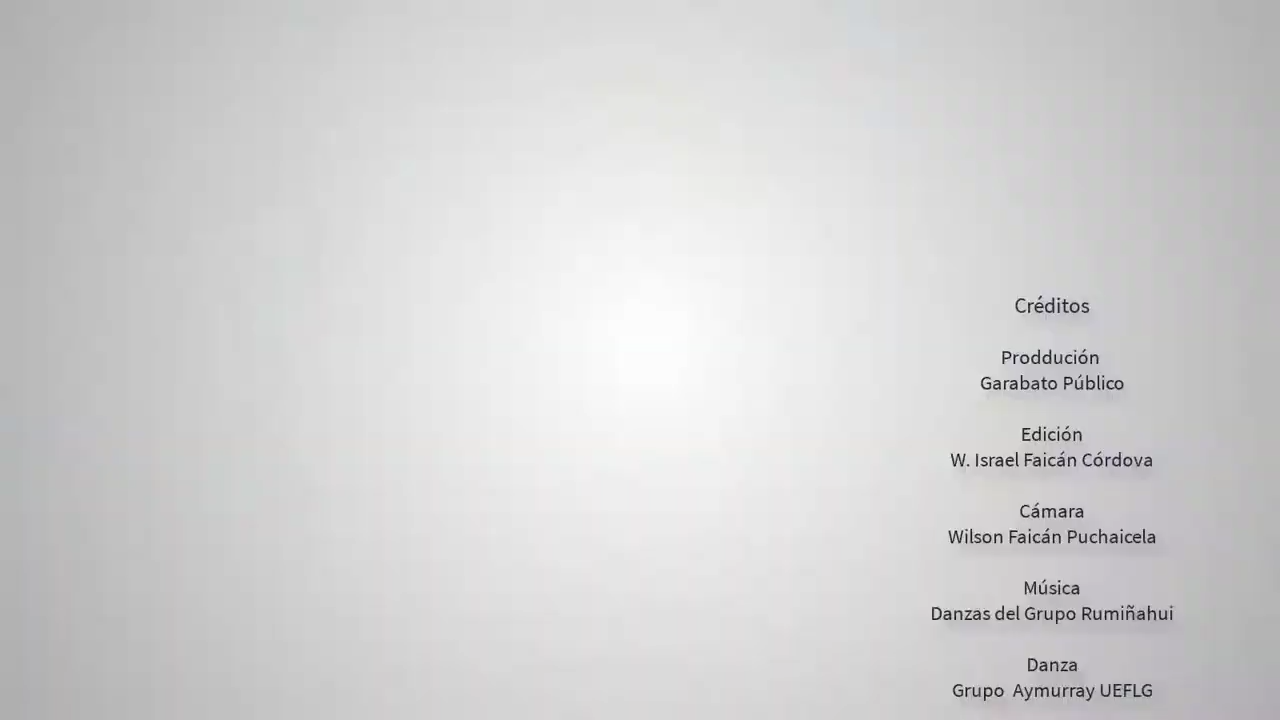 Créditos
Proddución
Garabato Público
Edición
W. Israel Faicán Córdova
Cámara
Wilson Faicán Puchaicela
Música
Danzas del Grupo Rumiñahui
Danza
Grupo  Aymurray UEFLG